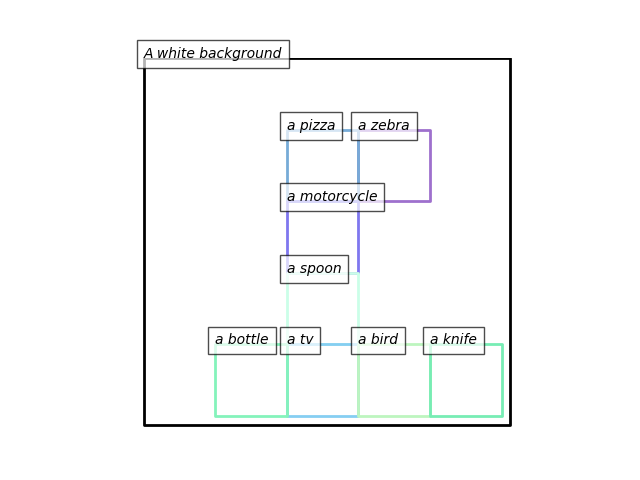 A white background
a pizza
a zebra
a motorcycle
a spoon
a bottle
a tv
a bird
a knife